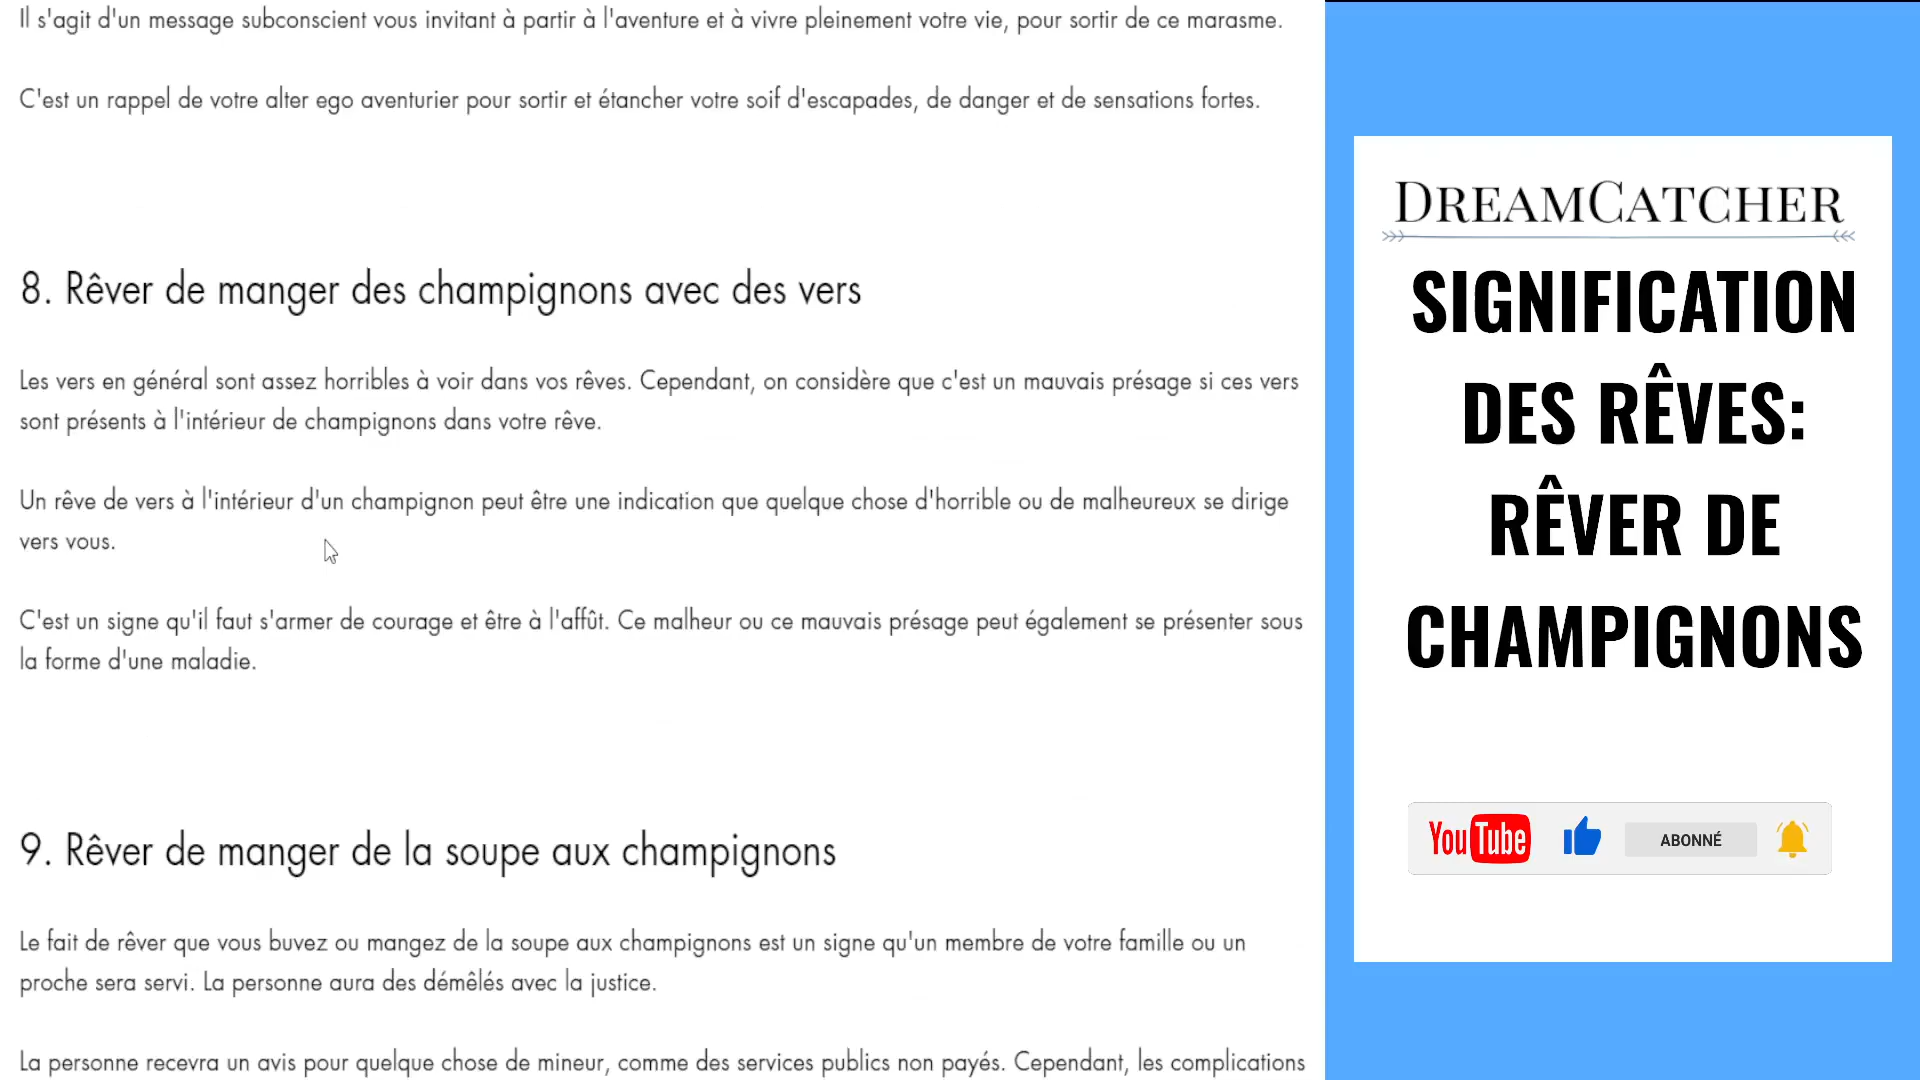 Il s'agit d'un message subconscient vous invitant à partir à l'aventure et à vivre pleinement votre vie, pour sortir de ce marasme.
C'est un rappel de votre alter ego aventurier pour sortir et étancher votre soif d'escapades, de danger et de sensations fortes.
8. Rêver de manger des champignons avec des vers
Les vers en général sont assez horribles à voir dans vos rêves. Cependant, on considère que c'est un mauvais présage si ces vers
sont présents à l'intérieur de champignons dans votre rêve.
Un rêve de vers à l'intérieur d'un champignon peut être une indication que quelque chose d'horrible ou de malheureux se dirige
vers vous.
C'est un signe qu'il faut s'armer de courage et être à l'affût. Ce malheur ou ce mauvais présage peut également se présenter sous
la forme d'une maladie.
9. Rêver de manger de la soupe aux champignons
Le fait de rêver que vous buvez ou mangez de la soupe aux champignons est un signe qu'un membre de votre famille ou un
proche sera servi. La personne aura des démêlés avec la justice.
La personne recevra un avis pour quelque chose de mineur, comme des services publics non payés. Cependant, les complications
DREAMCATCHER
SIGNIFICATION
DES RÊVES:
RÊVER DE
CHAMPIGNONS
YouTube
ABONNÉ